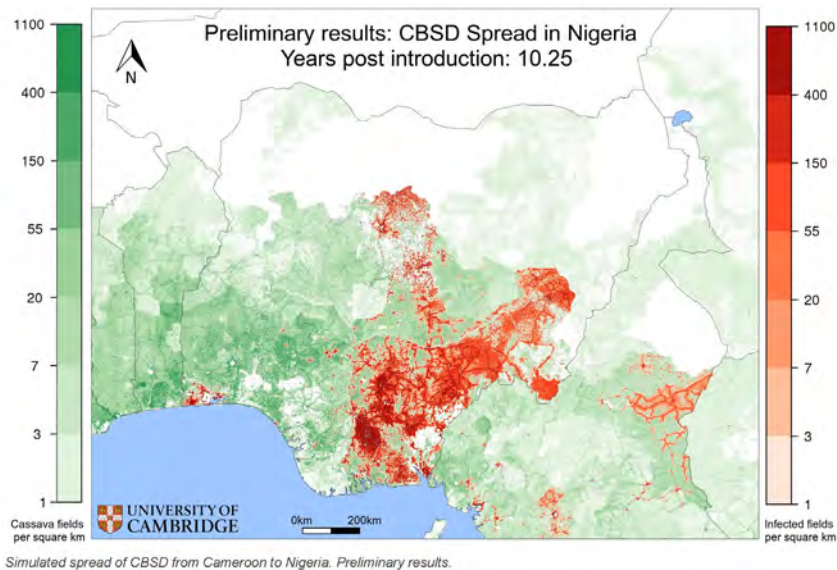 Preliminary results: CBSD Spread in Nigeria
Years post introduction: 10.25
N
1100
400
150
55
20
7
3
1
Cassava fields
per square km
1100
400
150
55
20
7
3
1
Infected fields
per square km
UNIVERSITY OF
CAMBRIDGE
0km 200km
Simulated spread of CBSD from Cameroon to Nigeria. Preliminary results.